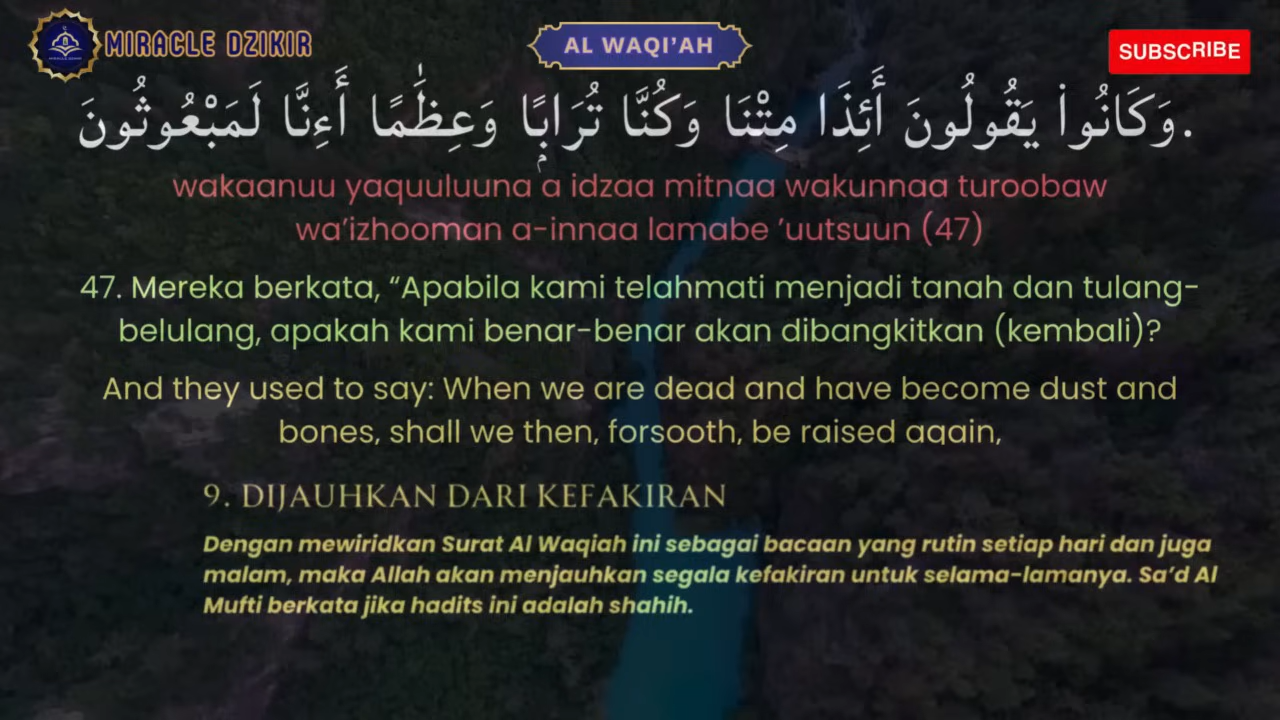 MIRACLE DZIKIR
AL WAQI’AH
SUBSCRIBE
وَكَانُوا۟ يَقُولُونَ أَئِذَا مِتْنَا وَكُنَّا تُرَابًۭا وَعِظَٰمًا أَءِنَّا لَمَبْعُوثُونَ.
wakaanuu yaquuluuna a idzaa mitnaa wakunnaa turoobaw
wa’izhooman a-innaa lamabe ’uutsuun (47)
47. Mereka berkata, “Apabila kami telahmati menjadi tanah dan tulang-
belulang, apakah kami benar-benar akan dibangkitkan (kembali)?
And they used to say: When we are dead and have become dust and
bones, shall we then, forsooth, be raised again,
9. DIJAUHKAN DARI KEFAKIRAN
Dengan mewiridkan Surat Al Waqiah ini sebagai bacaan yang rutin setiap hari dan juga
malam, maka Allah akan menjauhkan segala kefakiran untuk selama-lamanya. Sa’d Al
Mufti berkata jika hadits ini adalah shahih.